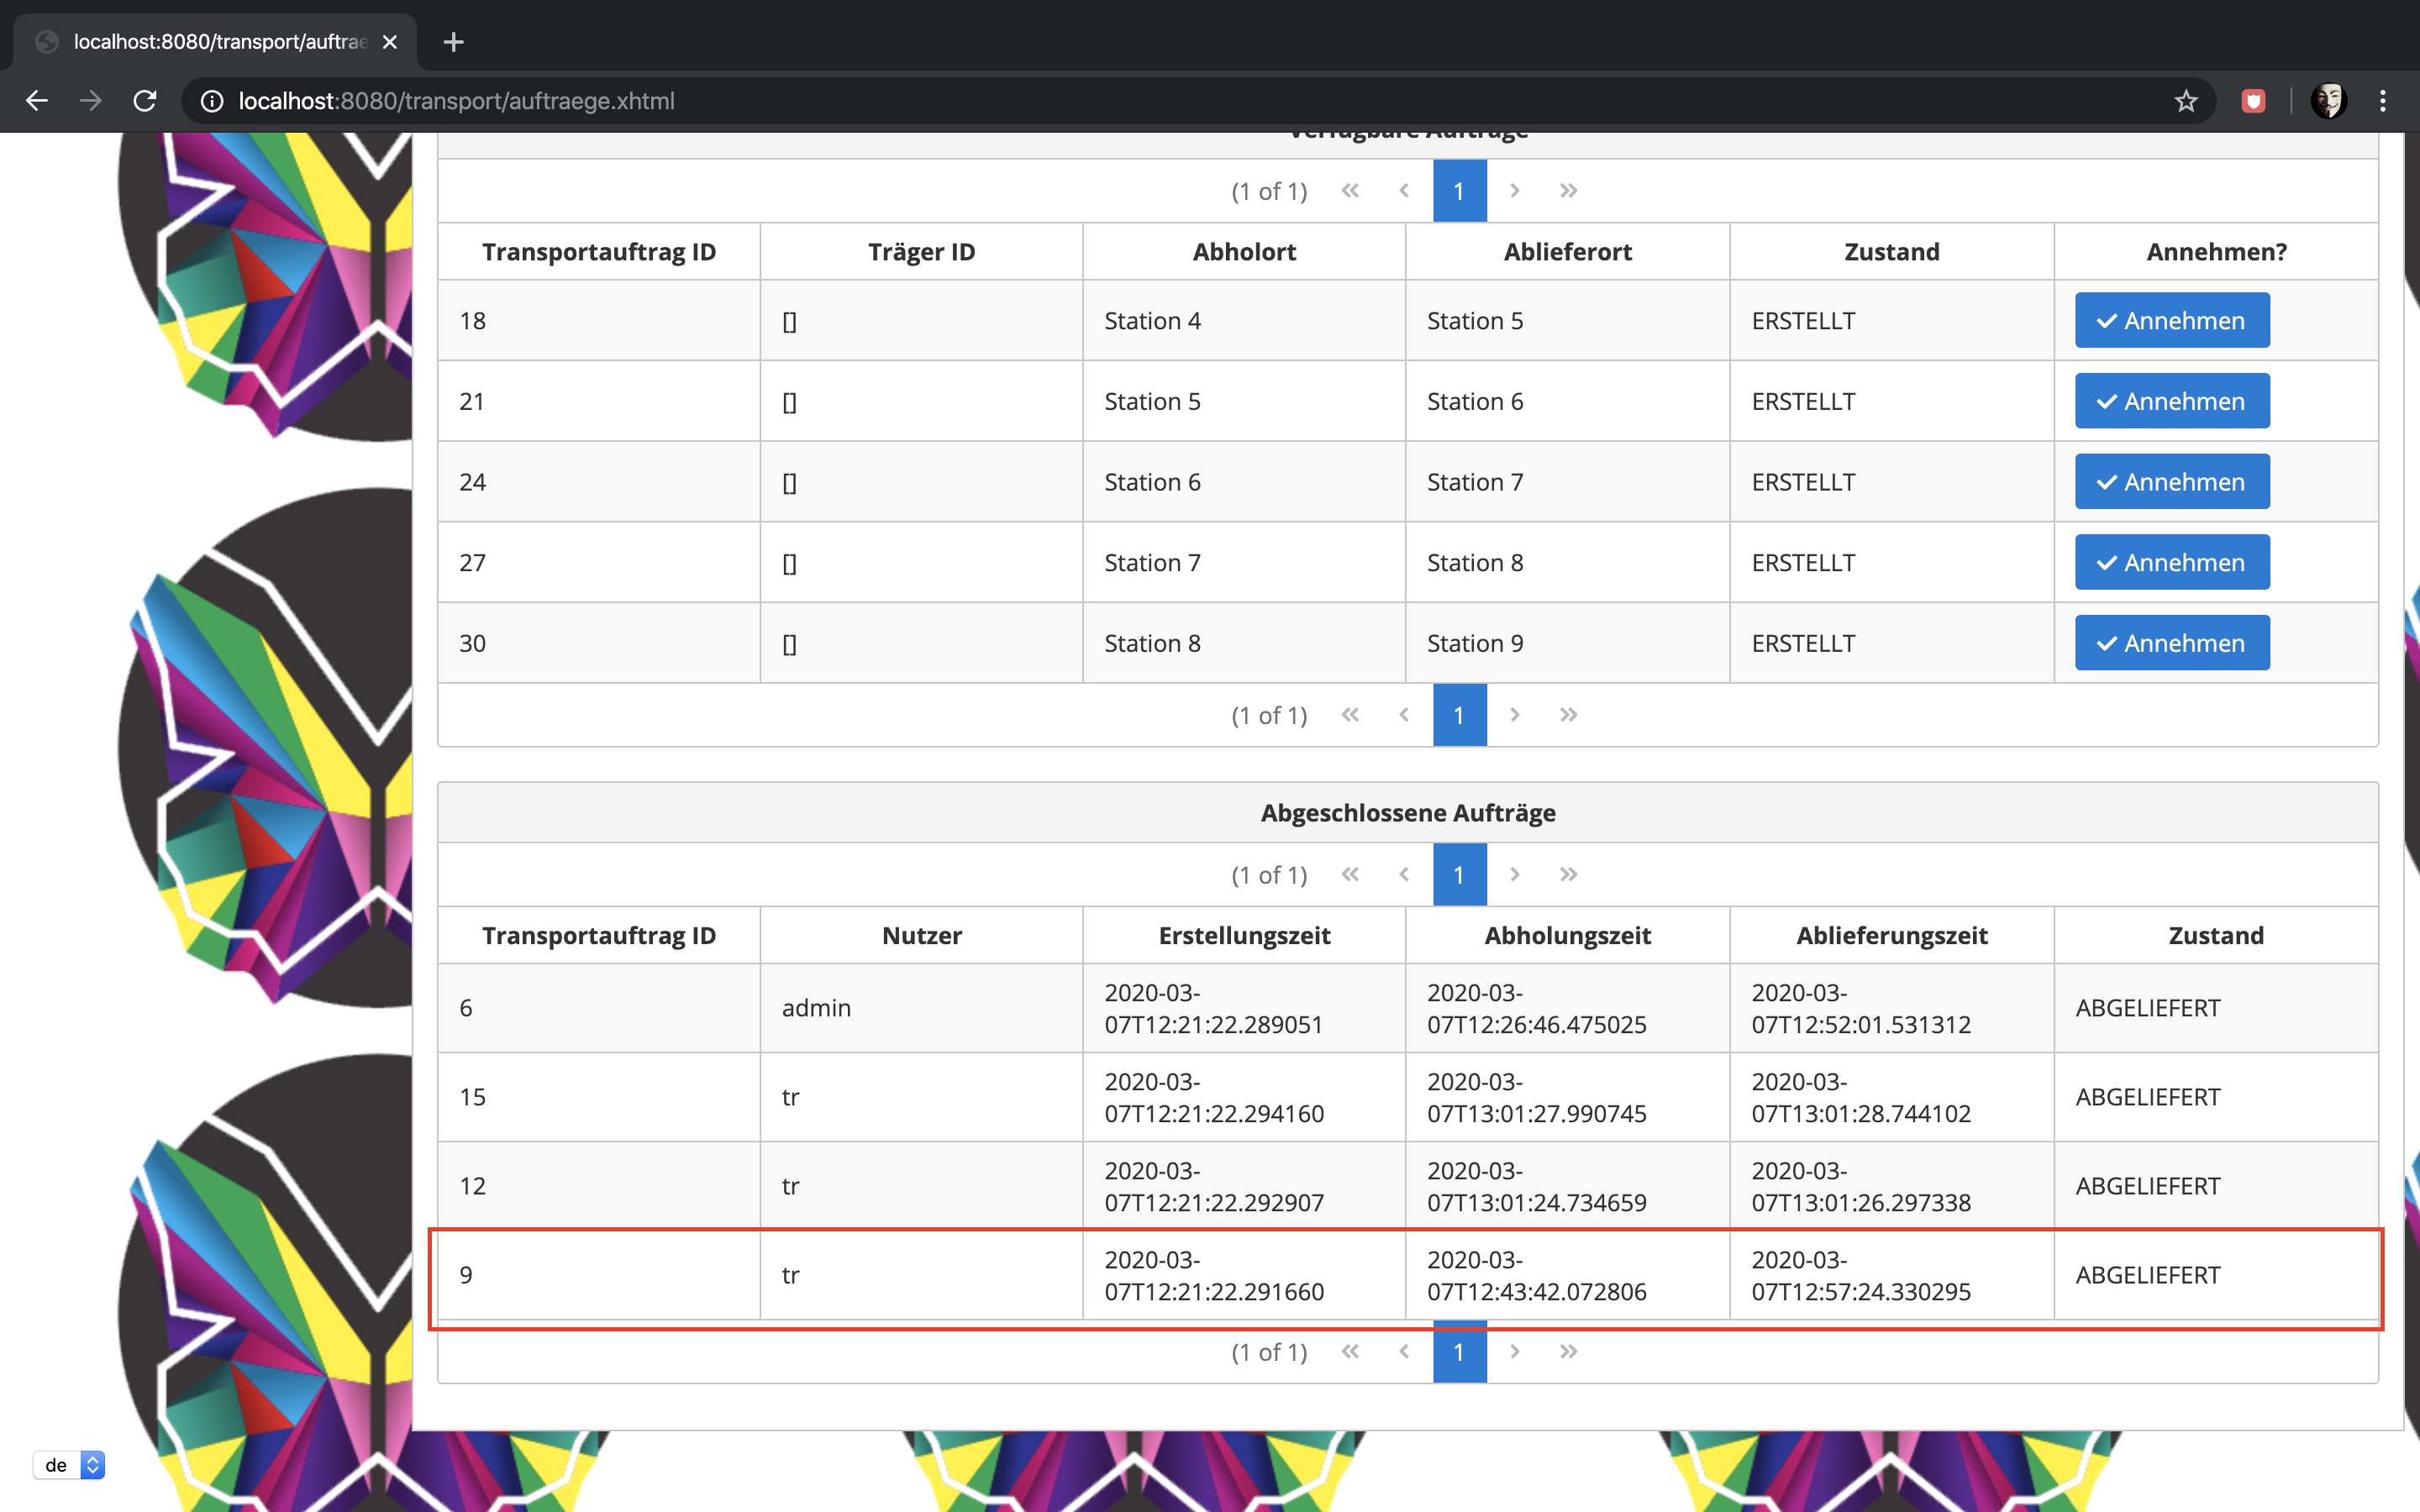 localhost:8080/transport/auftrae
localhost:8080/transport/auftraege.xhtml
Verfügbare Aufträge
(1 of 1) 1
Transportauftrag ID Träger ID Abholort Ablieferort Zustand Annehmen?
18 [] Station 4 Station 5 ERSTELLT Annehmen
21 [] Station 5 Station 6 ERSTELLT Annehmen
24 [] Station 6 Station 7 ERSTELLT Annehmen
27 [] Station 7 Station 8 ERSTELLT Annehmen
30 [] Station 8 Station 9 ERSTELLT Annehmen
(1 of 1) 1
Abgeschlossene Aufträge
(1 of 1) 1
Transportauftrag ID Nutzer Erstellungszeit Abholungszeit Ablieferungszeit Zustand
2020-03- 2020-03- 2020-03-
6 admin ABGELIEFERT
07T12:21:22.289051 07T12:26:46.475025 07T12:52:01.531312
2020-03- 2020-03- 2020-03-
15 tr ABGELIEFERT
07T12:21:22.294160 07T13:01:27.990745 07T13:01:28.744102
2020-03- 2020-03- 2020-03-
12 tr ABGELIEFERT
07T12:21:22.292907 07T13:01:24.734659 07T13:01:26.297338
2020-03- 2020-03- 2020-03-
9 tr ABGELIEFERT
07T12:21:22.291660 07T12:43:42.072806 07T12:57:24.330295
(1 of 1) 1
de